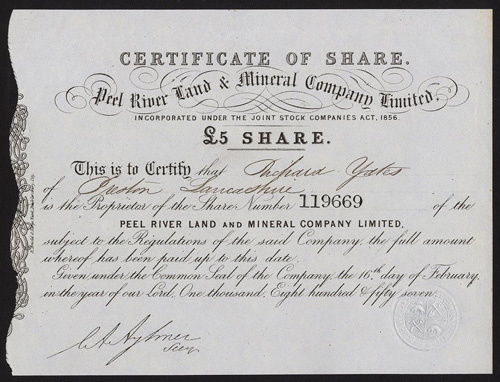 CERTIFICATE OF SHARE.
Peel River Land & Mineral Company Limited.
INCORPORATED UNDER THE JOINT STOCK COMPANIES ACT, 1856
£5 SHARE.
This is to Certify that Richard Yates
of Preston Lancashire
is the Proprietor of the Share Number 119669 of the
PEEL RIVER LAND AND MINERAL COMPANY LIMITED,
subject to the Regulations of the said Company, the full amount
whereof has been paid up to this date.
Given under the Common Seal of the Company, the 16th day of February,
in the year of our Lord, One thousand, Eight hundred & fifty seven.
Secy